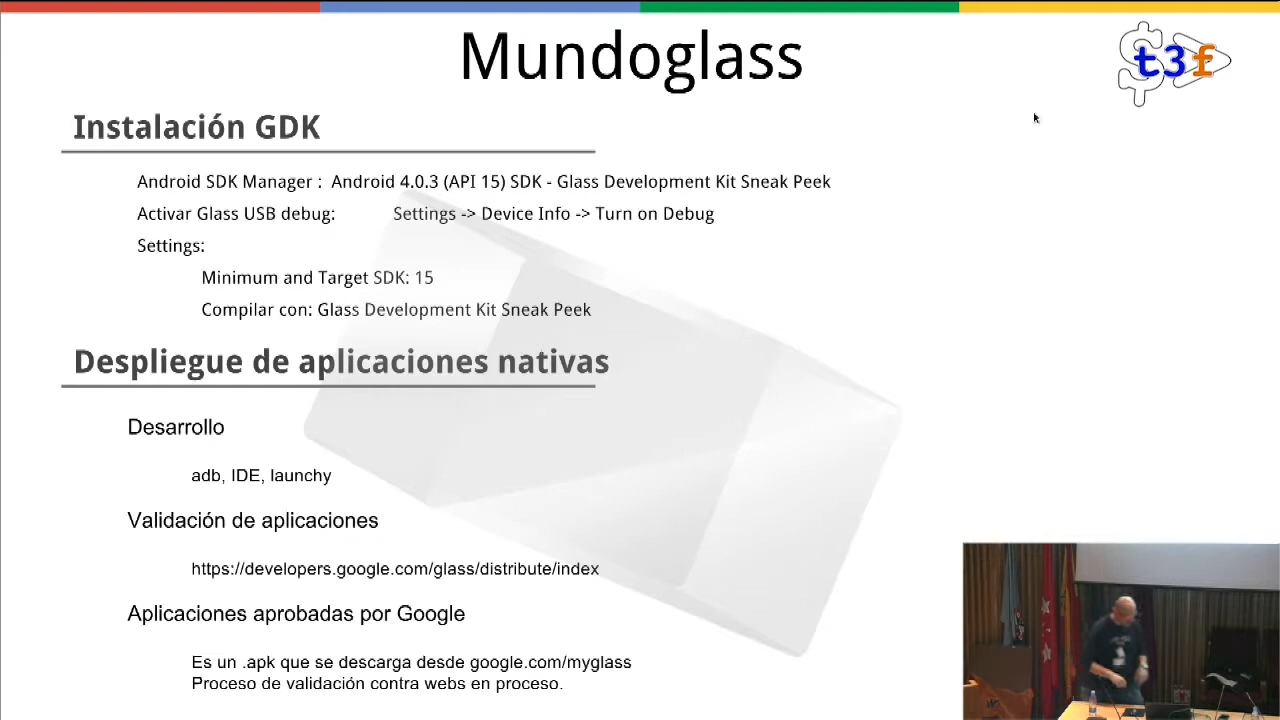 Mundoglass
t3f
Instalación GDK
Android SDK Manager : Android 4.0.3 (API 15) SDK - Glass Development Kit Sneak Peek
Activar Glass USB debug: Settings -> Device Info -> Turn on Debug
Settings:
Minimum and Target SDK: 15
Compilar con: Glass Development Kit Sneak Peek
Despliegue de aplicaciones nativas
Desarrollo
adb, IDE, launchy
Validación de aplicaciones
https://developers.google.com/glass/distribute/index
Aplicaciones aprobadas por Google
Es un .apk que se descarga desde google.com/myglass
Proceso de validación contra webs en proceso.